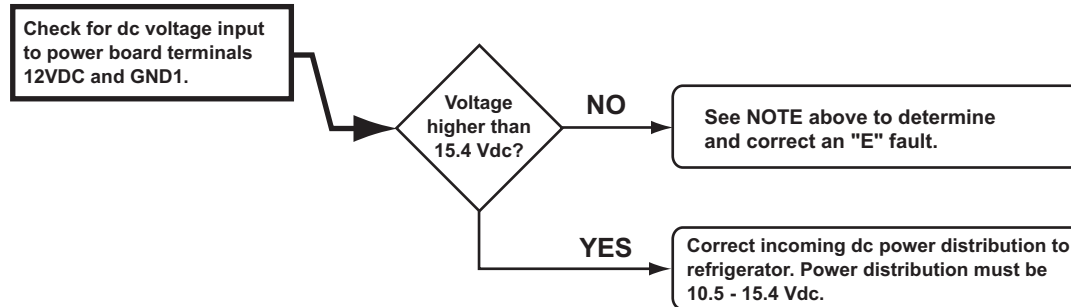 Check for dc voltage input
to power board terminals
12VDC and GND1.
Voltage
higher than
15.4 Vdc?
NO
See NOTE above to determine
and correct an "E" fault.
YES
Correct incoming dc power distribution to
refrigerator. Power distribution must be
10.5 - 15.4 Vdc.